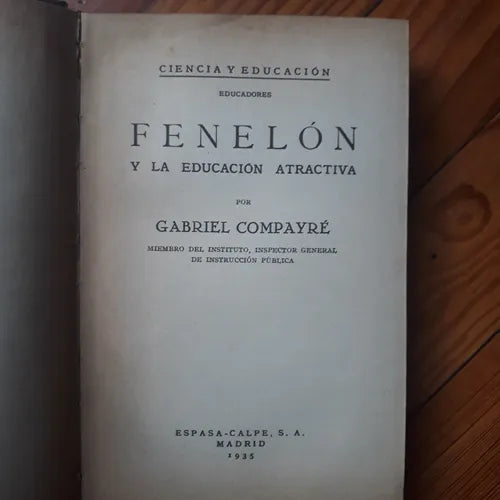 CIENCIA Y EDUCACIÓN
EDUCADORES
FENELÓN
Y LA EDUCACIÓN ATRACTIVA
POR
GABRIEL COMPAYRÉ
MIEMBRO DEL INSTITUTO, INSPECTOR GENERAL
DE INSTRUCCIÓN PÚBLICA
ESPASA-CALPE, S. A.
MADRID
1935